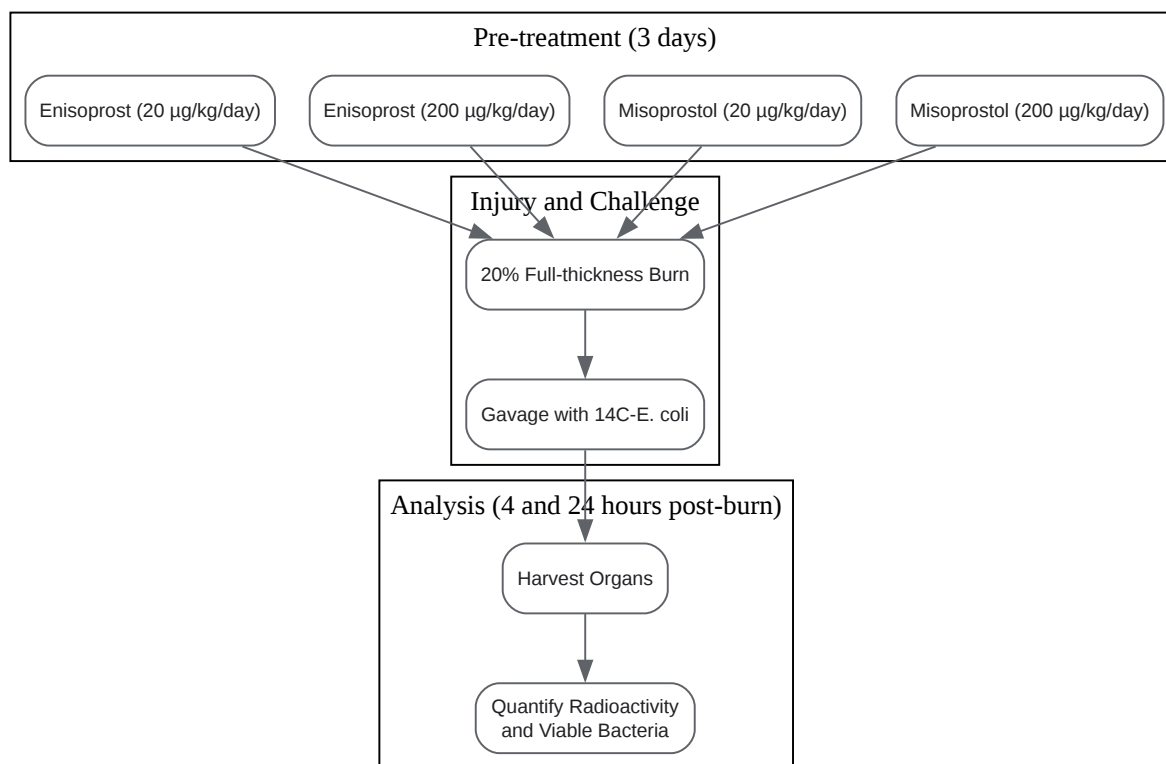 Pre-treatment (3 days)
Enisoprost (20 µg/kg/day)
Enisoprost (200 µg/kg/day)
Misoprostol (20 µg/kg/day)
Misoprostol (200 µg/kg/day)
Injury and Challenge
20% Full-thickness Burn
Gavage with 14C-E. coli
Analysis (4 and 24 hours post-burn)
Harvest Organs
Quantify Radioactivity
and Viable Bacteria